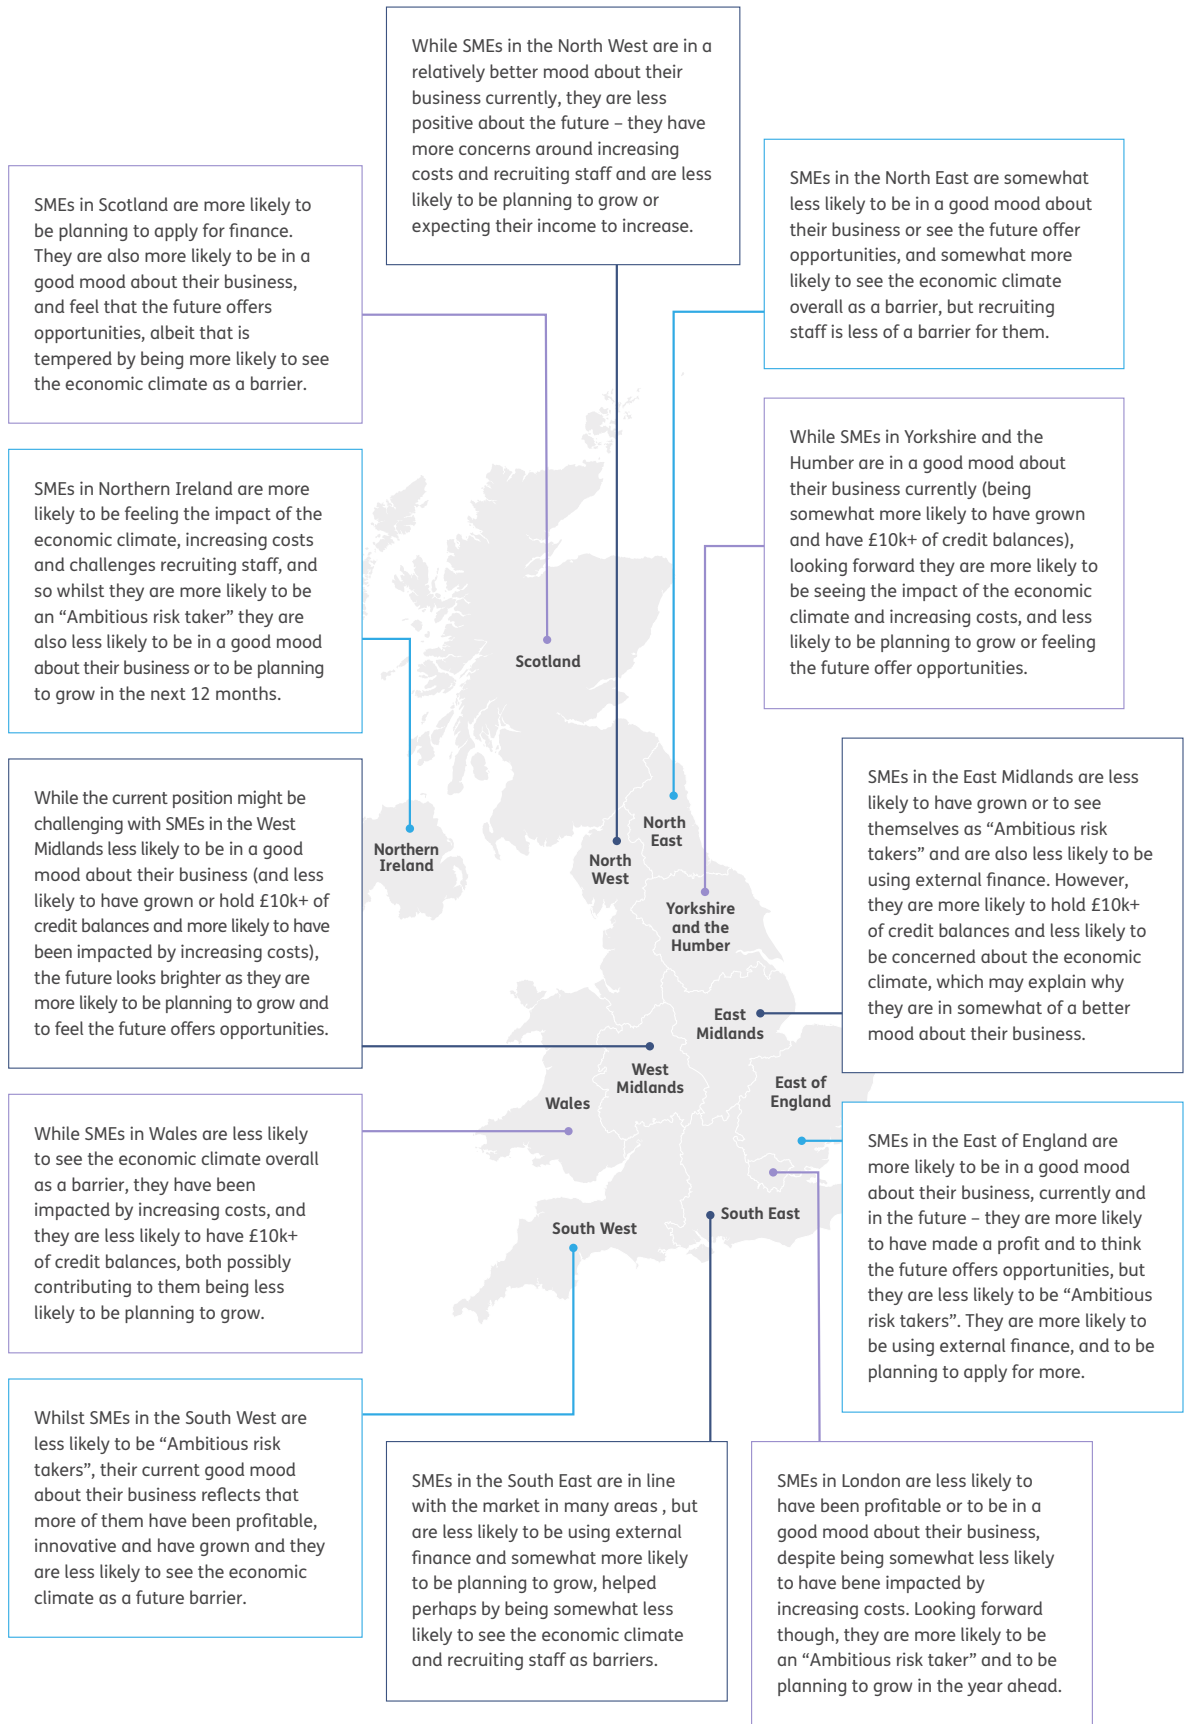 While SMEs in the North West are in a
relatively better mood about their
business currently, they are less
positive about the future – they have
more concerns around increasing
costs and recruiting staff and are less
likely to be planning to grow or
expecting their income to increase.
SMEs in the North East are somewhat
less likely to be in a good mood about
their business or see the future offer
opportunities, and somewhat more
likely to see the economic climate
overall as a barrier, but recruiting
staff is less of a barrier for them.
SMEs in Scotland are more likely to
be planning to apply for finance.
They are also more likely to be in a
good mood about their business,
and feel that the future offers
opportunities, albeit that is
tempered by being more likely to see
the economic climate as a barrier.
While SMEs in Yorkshire and the
Humber are in a good mood about
their business currently (being
somewhat more likely to have grown
and have £10k+ of credit balances),
looking forward they are more likely to
be seeing the impact of the economic
climate and increasing costs, and less
likely to be planning to grow or feeling
the future offer opportunities.
SMEs in Northern Ireland are more
likely to be feeling the impact of the
economic climate, increasing costs
and challenges recruiting staff, and
so whilst they are more likely to be
an “Ambitious risk taker” they are
also less likely to be in a good mood
about their business or to be planning
to grow in the next 12 months.
Scotland
While the current position might be
challenging with SMEs in the West
Midlands less likely to be in a good
mood about their business (and less
likely to have grown or hold £10k+ of
credit balances and more likely to have
been impacted by increasing costs),
the future looks brighter as they are
more likely to be planning to grow and
to feel the future offers opportunities.
Northern
Ireland
North
East
North
West
Yorkshire
and the
Humber
SMEs in the East Midlands are less
likely to have grown or to see
themselves as “Ambitious risk
takers” and are also less likely to be
using external finance. However,
they are more likely to hold £10k+
of credit balances and less likely to
be concerned about the economic
climate, which may explain why
they are in somewhat of a better
mood about their business.
East
Midlands
West
Midlands
East of
England
Wales
While SMEs in Wales are less likely
to see the economic climate overall
as a barrier, they have been
impacted by increasing costs, and
they are less likely to have £10k+
of credit balances, both possibly
contributing to them being less
likely to be planning to grow.
SMEs in the East of England are
more likely to be in a good mood
about their business, currently and
in the future – they are more likely
to have made a profit and to think
the future offers opportunities, but
they are less likely to be “Ambitious
risk takers”. They are more likely to
be using external finance, and to be
planning to apply for more.
South West
South East
Whilst SMEs in the South West are
less likely to be “Ambitious risk
takers”, their current good mood
about their business reflects that
more of them have been profitable,
innovative and have grown and they
are less likely to see the economic
climate as a future barrier.
SMEs in the South East are in line
with the market in many areas , but
are less likely to be using external
finance and somewhat more likely
to be planning to grow, helped
perhaps by being somewhat less
likely to see the economic climate
and recruiting staff as barriers.
SMEs in London are less likely to
have been profitable or to be in a
good mood about their business,
despite being somewhat less likely
to have bene impacted by
increasing costs. Looking forward
though, they are more likely to be
an “Ambitious risk taker” and to be
planning to grow in the year ahead.